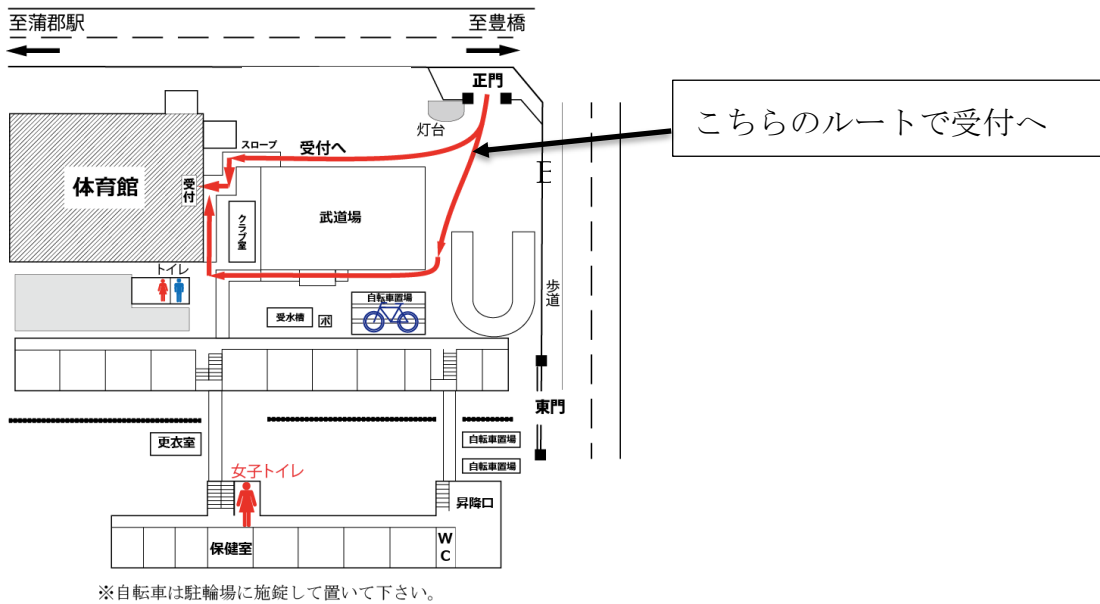 至蒲郡駅
至豊橋
正門
灯台
こちらのルートで受付へ
スロープ
受付へ
体育館
受付
E
クラブ室
武道場
トイレ
自転車置場
歩道
受水槽
東門
更衣室
自転車置場
自転車置場
女子トイレ
昇降口
保健室
WC
※自転車は駐輪場に施錠して置いて下さい。